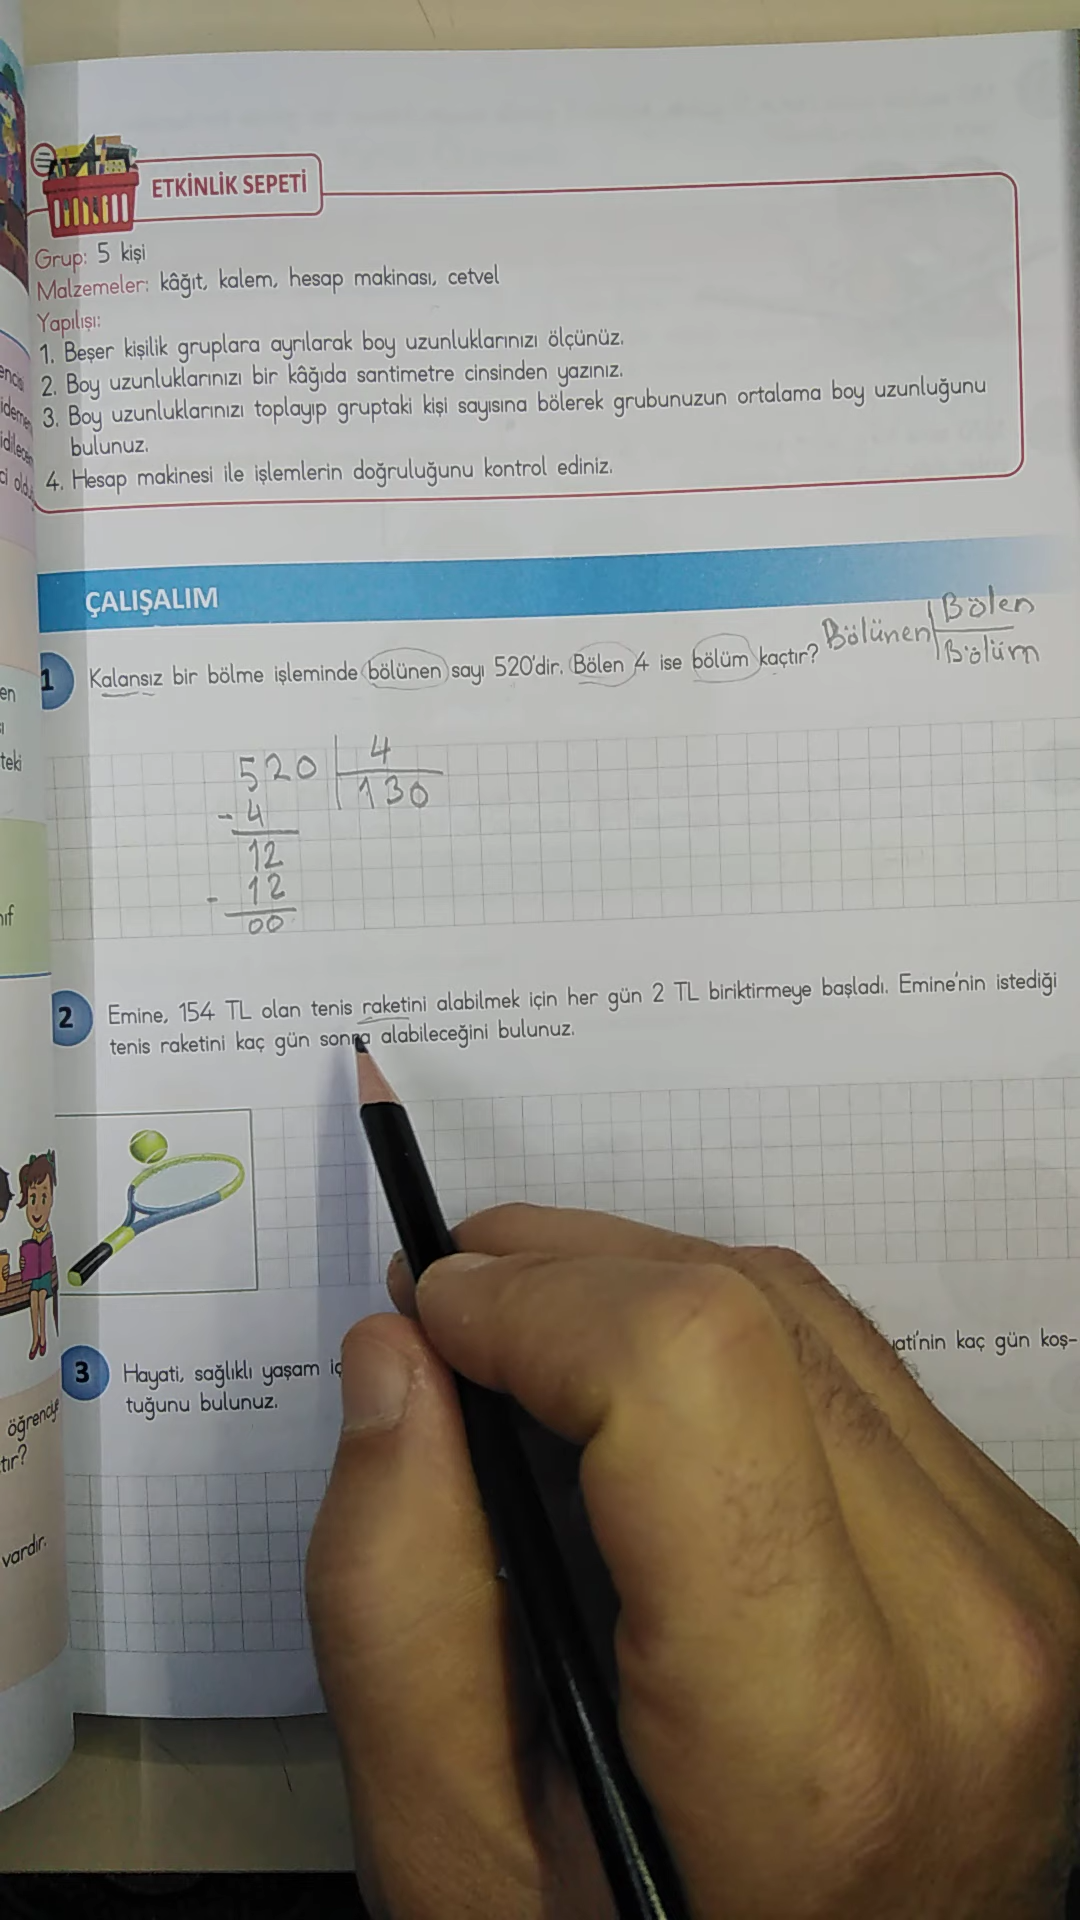 ETKİNLİK SEPETİ
Grup: 5 kişi
Malzemeler: kâğıt, kalem, hesap makinası, cetvel
Yapılışı:
1. Beşer kişilik gruplara ayrılarak boy uzunluklarınızı ölçünüz.
2. Boy uzunluklarınızı bir kâğıda santimetre cinsinden yazınız.
3. Boy uzunluklarınızı toplayıp gruptaki kişi sayısına bölerek grubunuzun ortalama boy uzunluğunu
bulunuz.
4. Hesap makinesi ile işlemlerin doğruluğunu kontrol ediniz.
ÇALIŞALIM
1 Kalansız bir bölme işleminde bölünen sayı 520'dir. Bölen 4 ise bölüm kaçtır?
Bölünen Bölen
Bölüm
520 4
130
- 4
12
- 12
00
2 Emine, 154 TL olan tenis raketini alabilmek için her gün 2 TL biriktirmeye başladı. Emine'nin istediği
tenis raketini kaç gün sonra alabileceğini bulunuz.
3 Hayati, sağlıklı yaşam kaç gün koş-
tuğunu bulunuz.
en
teki
öğrenciye
tır?
vardır.